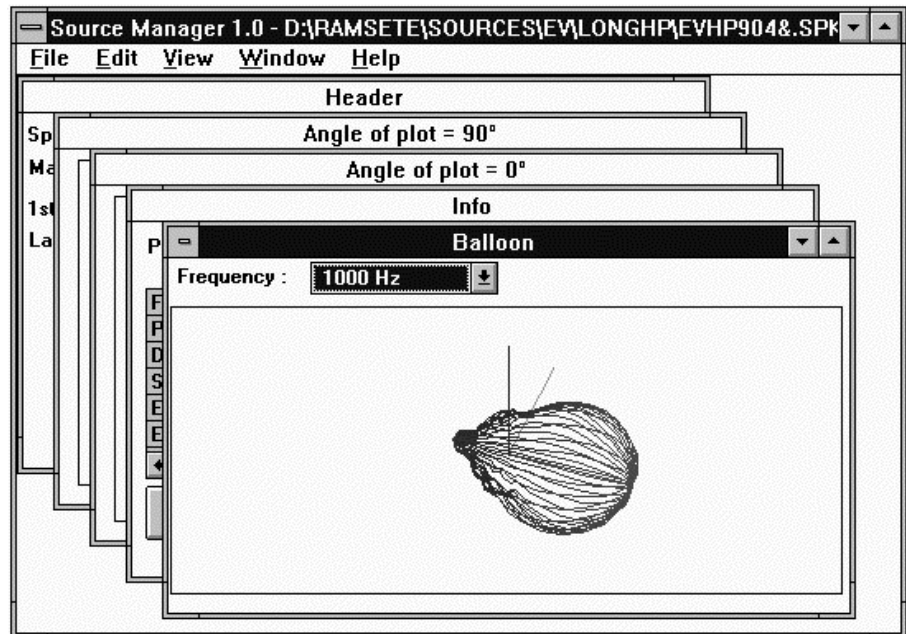 Source Manager 1.0 - D:\RAMSETE\SOURCES\EV\LONGHP\EVHP904&.SPK
File Edit View Window Help
Header
Sp
Ma
1st
La
Angle of plot = 90°
Angle of plot = 0°
Info
P
F
P
D
S
E
E
Balloon
Frequency : 1000 Hz